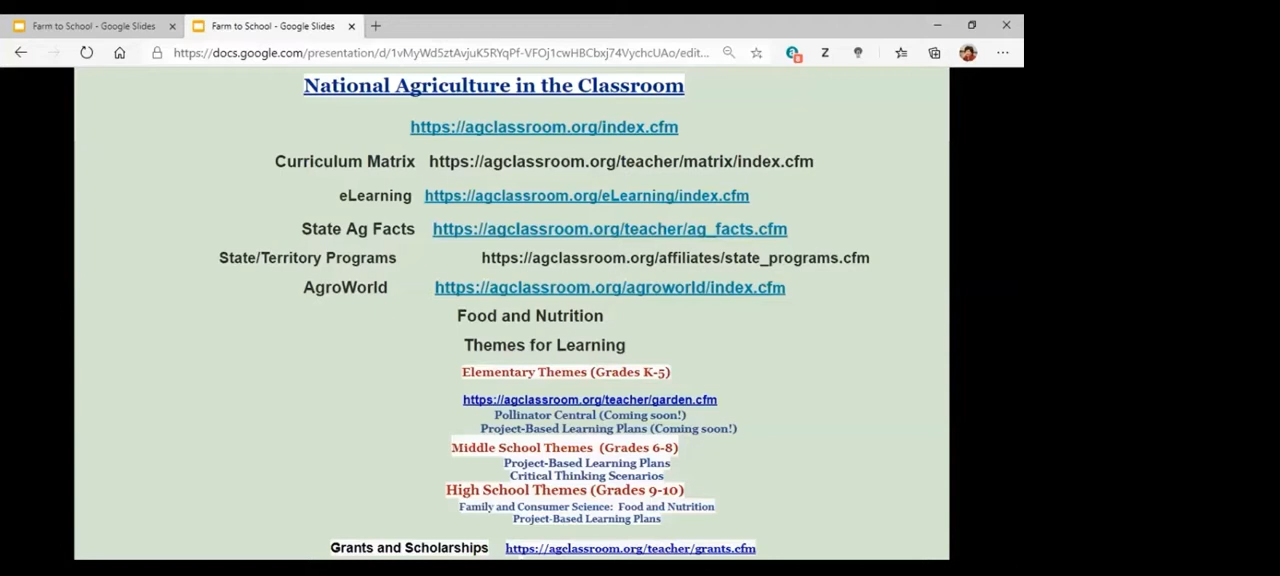 Farm to School - Google Slides
Farm to School - Google Slides
https://docs.google.com/presentation/d/1vMyWd5ztAvjuK5RYqPf-VFOj1cwHBCbxj74VychcUAo/edit...
National Agriculture in the Classroom
https://agclassroom.org/index.cfm
Curriculum Matrix https://agclassroom.org/teacher/matrix/index.cfm
eLearning https://agclassroom.org/eLearning/index.cfm
State Ag Facts https://agclassroom.org/teacher/ag_facts.cfm
State/Territory Programs https://agclassroom.org/affiliates/state_programs.cfm
AgroWorld https://agclassroom.org/agroworld/index.cfm
Food and Nutrition
Themes for Learning
Elementary Themes (Grades K-5)
https://agclassroom.org/teacher/garden.cfm
Pollinator Central (Coming soon!)
Project-Based Learning Plans (Coming soon!)
Middle School Themes (Grades 6-8)
Project-Based Learning Plans
Critical Thinking Scenarios
High School Themes (Grades 9-10)
Family and Consumer Science: Food and Nutrition
Project-Based Learning Plans
Grants and Scholarships https://agclassroom.org/teacher/grants.cfm